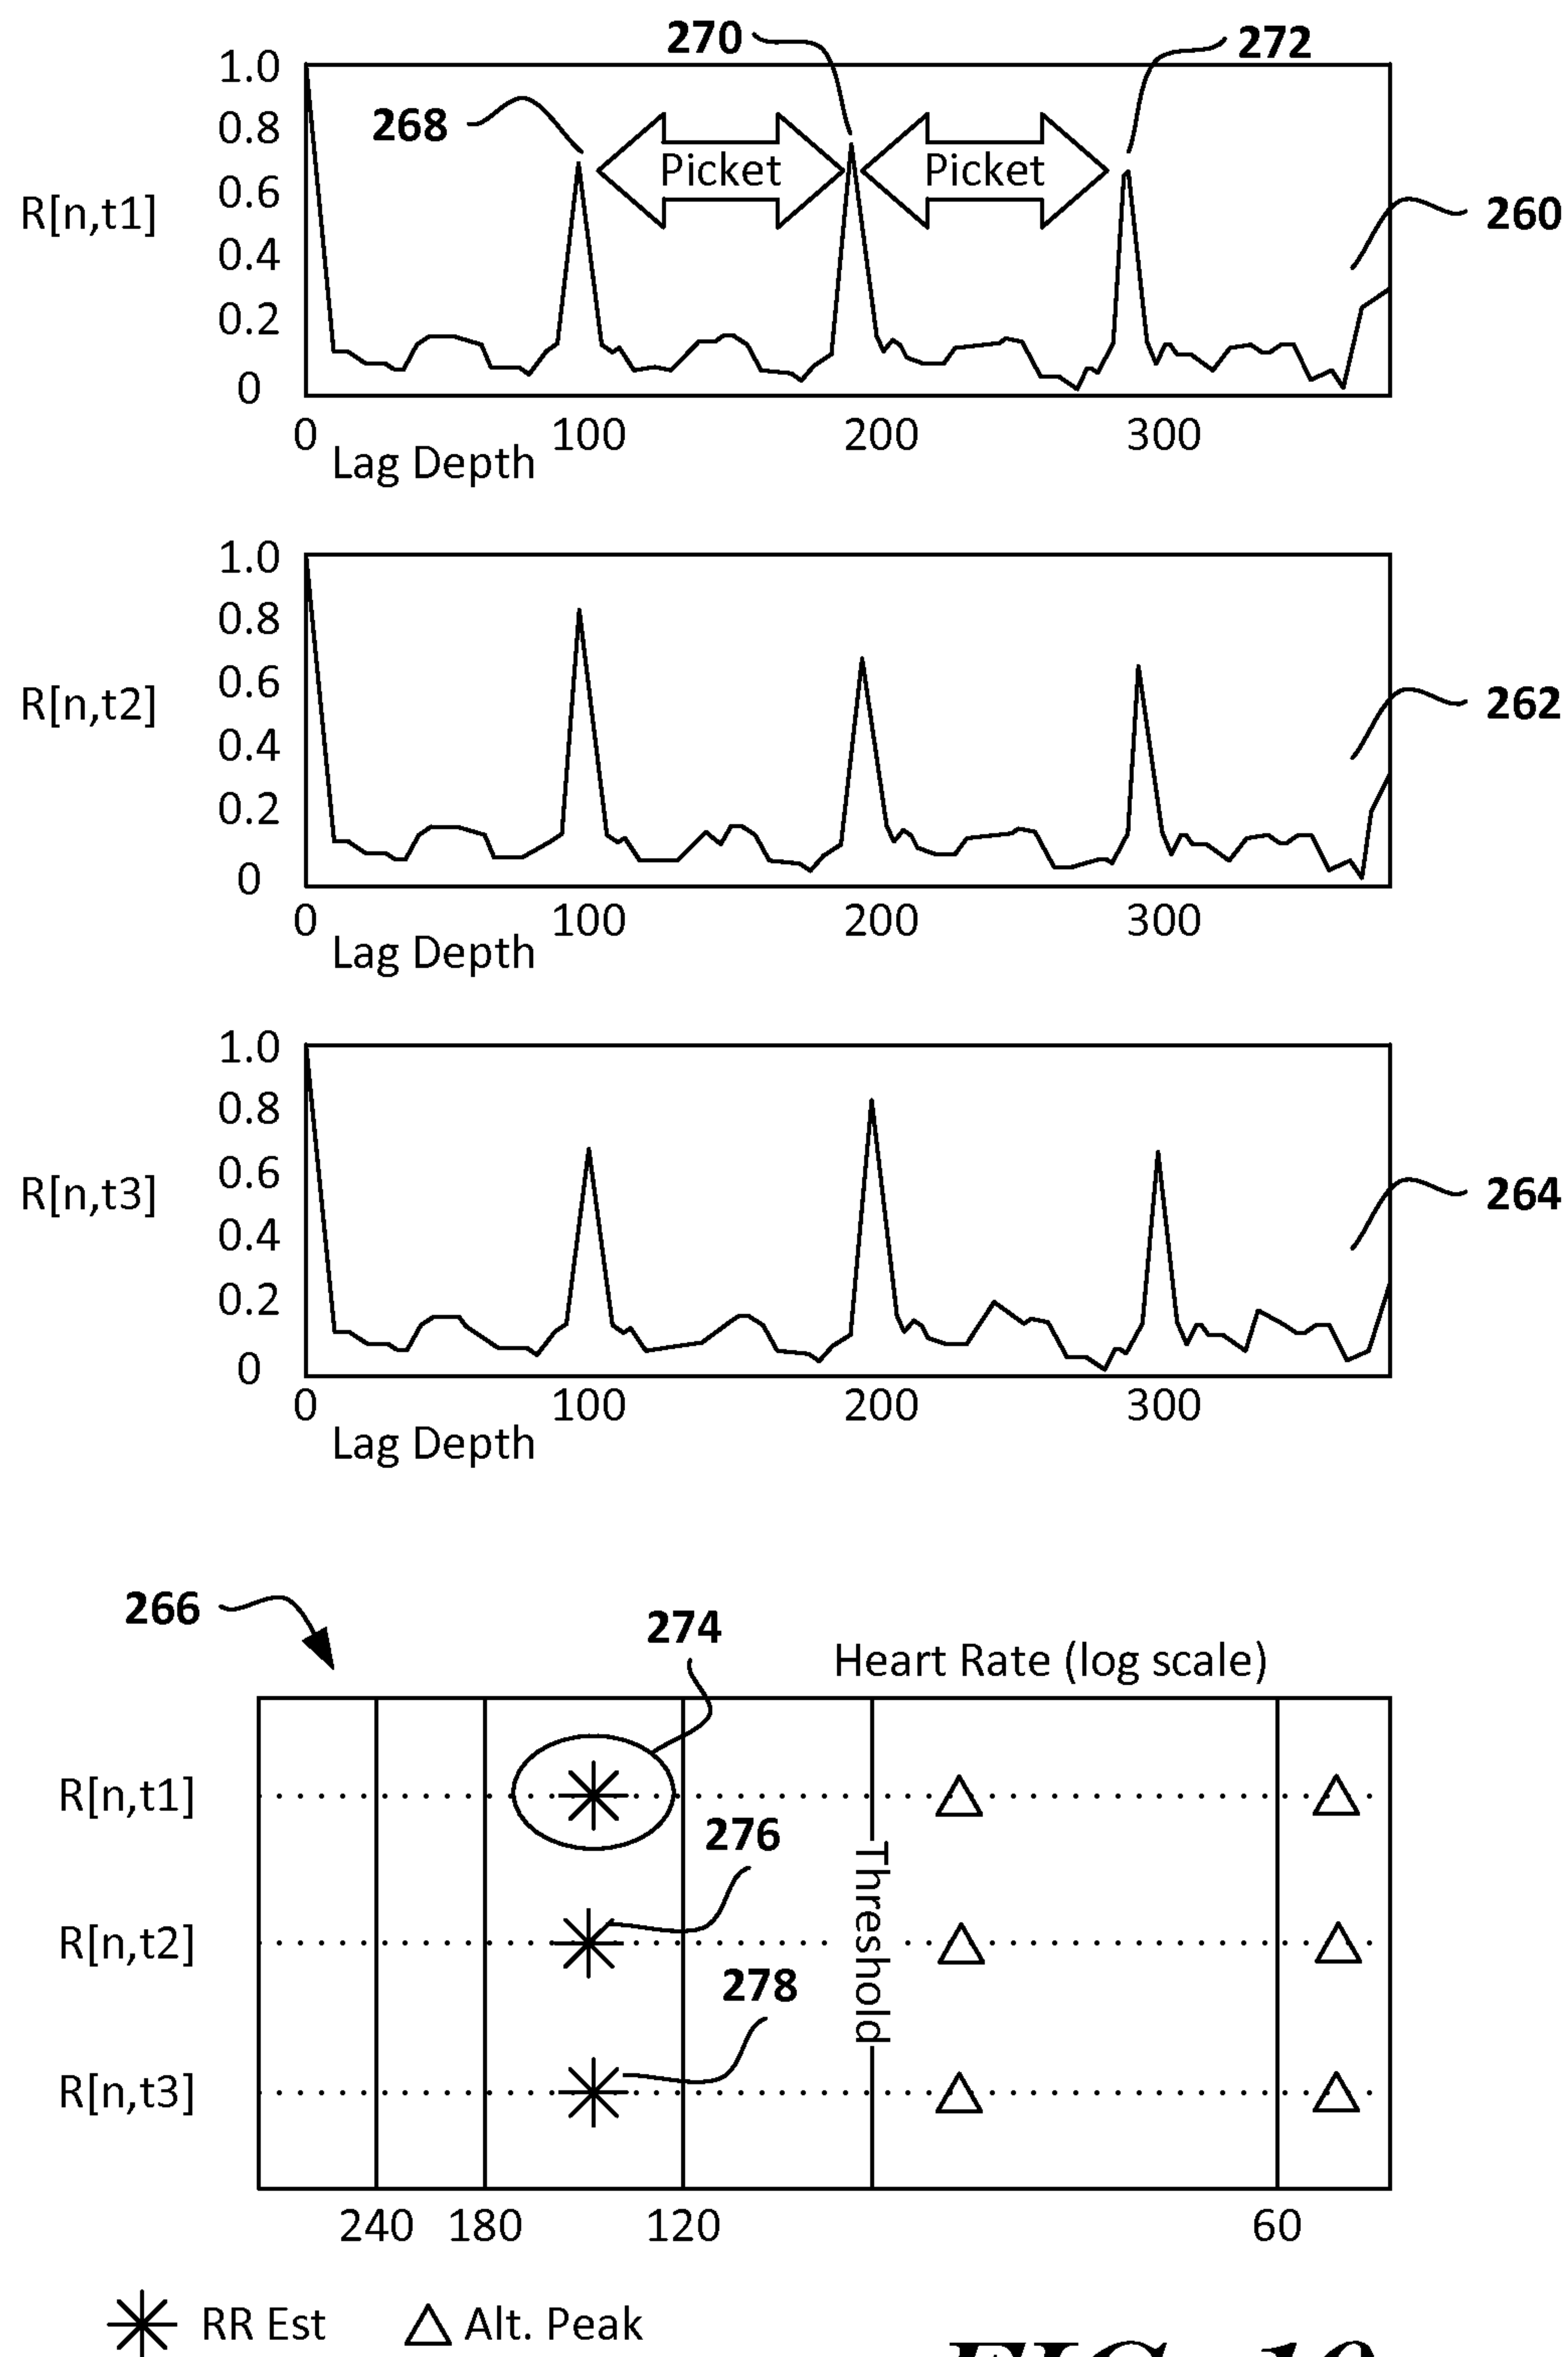 270
272
1.0
268
0.8
Picket
Picket
0.6
R[n,t1]
260
0.4
0.2
0
0
100
200
300
Lag Depth
1.0
0.8
0.6
R[n,t2]
262
0.4
0.2
0
0
100
200
300
Lag Depth
1.0
0.8
0.6
R[n,t3]
264
0.4
0.2
0
0
100
200
300
Lag Depth
266
274
Heart Rate (log scale)
R[n,t1]
276
Threshold
R[n,t2]
278
R[n,t3]
240
180
120
60
RR Est
Alt. Peak